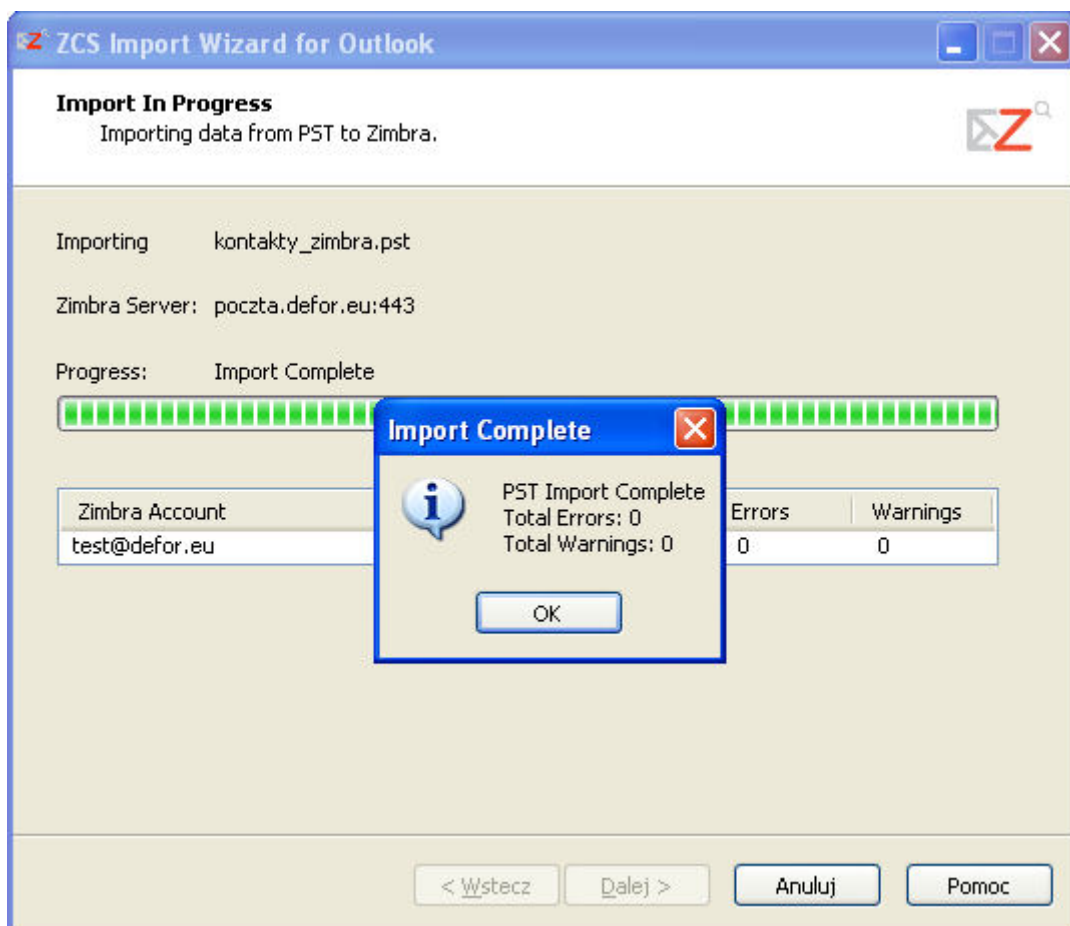 ZCS Import Wizard for Outlook
Import In Progress
Importing data from PST to Zimbra.
Importing kontakty_zimbra.pst
Zimbra Server: poczta.defor.eu:443
Progress: Import Complete
Zimbra Account Errors Warnings
test@defor.eu 0 0
Import Complete
PST Import Complete
Total Errors: 0
Total Warnings: 0
OK
< Wstecz Dalej > Anuluj Pomoc